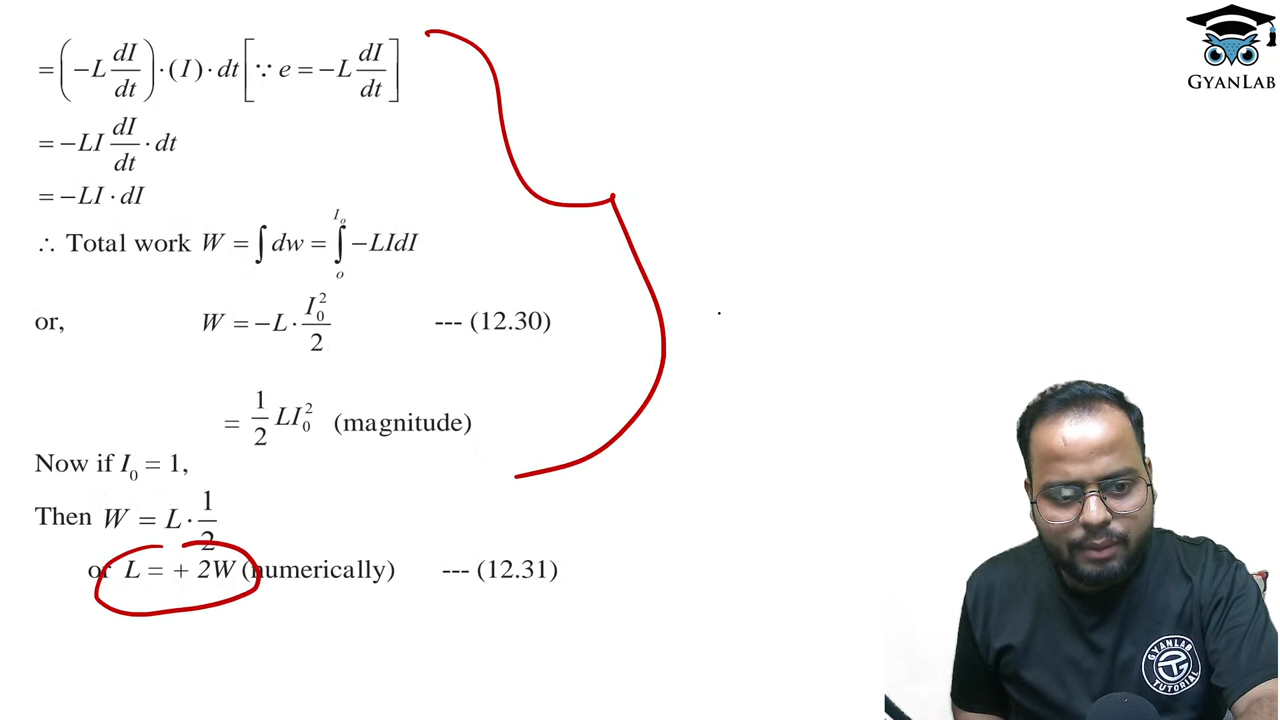 = (−L dI/dt) · (I) · dt [∵ e = −L dI/dt]
= −LI dI/dt · dt
= −LI · dI
∴ Total work W = ∫ dw = ∫ₒ^Iₒ −LIdI
or, W = −L · I₀²/2 --- (12.30)
= 1/2 LI₀² (magnitude)
Now if I₀ = 1,
Then W = L · 1/2
or L = + 2W (numerically) --- (12.31)
GYANLAB
GYANLAB
TUTORIAL